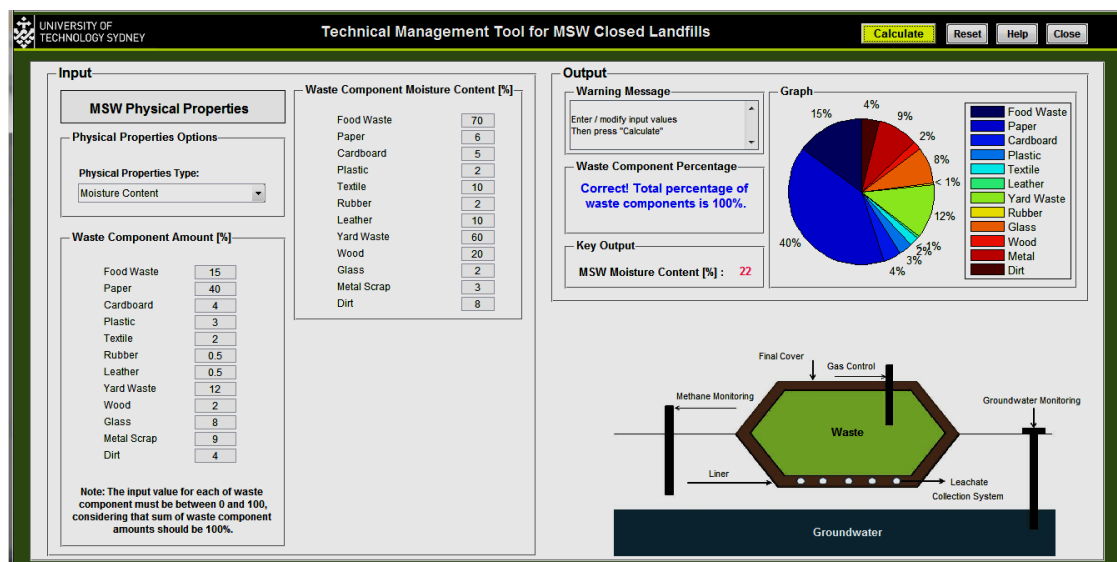 UNIVERSITY OF
TECHNOLOGY SYDNEY
Technical Management Tool for MSW Closed Landfills
Calculate Reset Help Close
Input
MSW Physical Properties
Physical Properties Options
Physical Properties Type:
Moisture Content
Waste Component Amount [%]
Food Waste 15
Paper 40
Cardboard 4
Plastic 3
Textile 2
Rubber 0.5
Leather 0.5
Yard Waste 12
Wood 2
Glass 8
Metal Scrap 9
Dirt 4
Note: The input value for each of waste
component must be between 0 and 100,
considering that sum of waste component
amounts should be 100%.
Waste Component Moisture Content [%]
Food Waste 70
Paper 6
Cardboard 5
Plastic 2
Textile 10
Rubber 2
Leather 10
Yard Waste 60
Wood 20
Glass 2
Metal Scrap 3
Dirt 8
Output
Warning Message
Enter / modify input values
Then press "Calculate"
Waste Component Percentage
Correct! Total percentage of
waste components is 100%.
Key Output
MSW Moisture Content [%] : 22
Graph
15%
4%
9%
2%
8%
< 1%
12%
< 1%
2%
3%
4%
40%
Food Waste
Paper
Cardboard
Plastic
Textile
Leather
Yard Waste
Rubber
Glass
Wood
Metal
Dirt
Final Cover
Gas Control
Methane Monitoring
Groundwater Monitoring
Waste
Liner
Leachate
Collection System
Groundwater